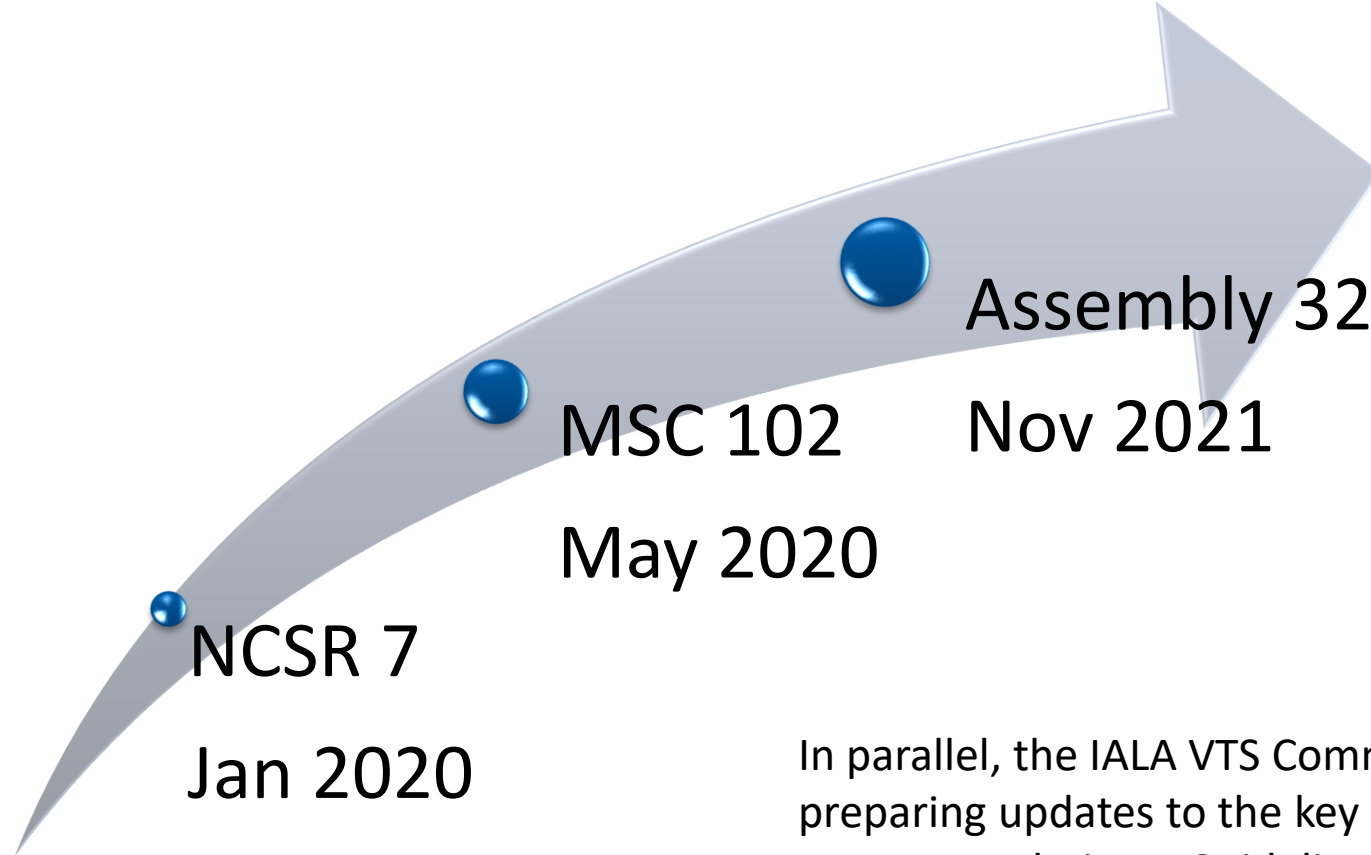 Assembly 32
Nov 2021
MSC 102
May 2020
NCSR 7
Jan 2020
In parallel, the IALA VTS
preparing updates to the key